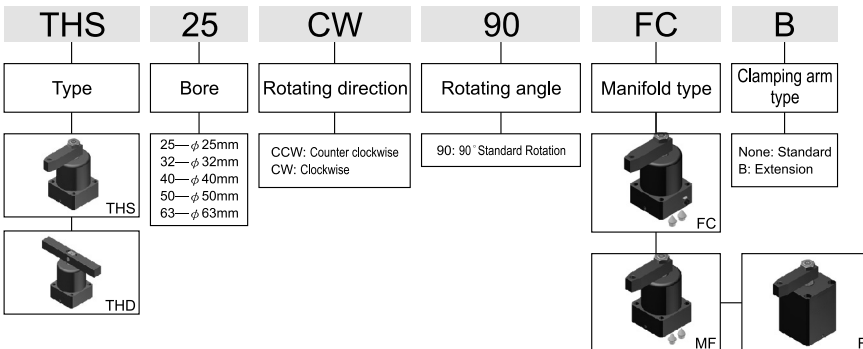 THS 25 CW 90 FC B
Type Bore Rotating direction Rotating angle Manifold type Clamping arm type
THS
THD
25—ϕ25mm
32—ϕ32mm
40—ϕ40mm
50—ϕ50mm
63—ϕ63mm
CCW: Counter clockwise
CW: Clockwise
90: 90°Standard Rotation
FC
MF
None: Standard
B: Extension